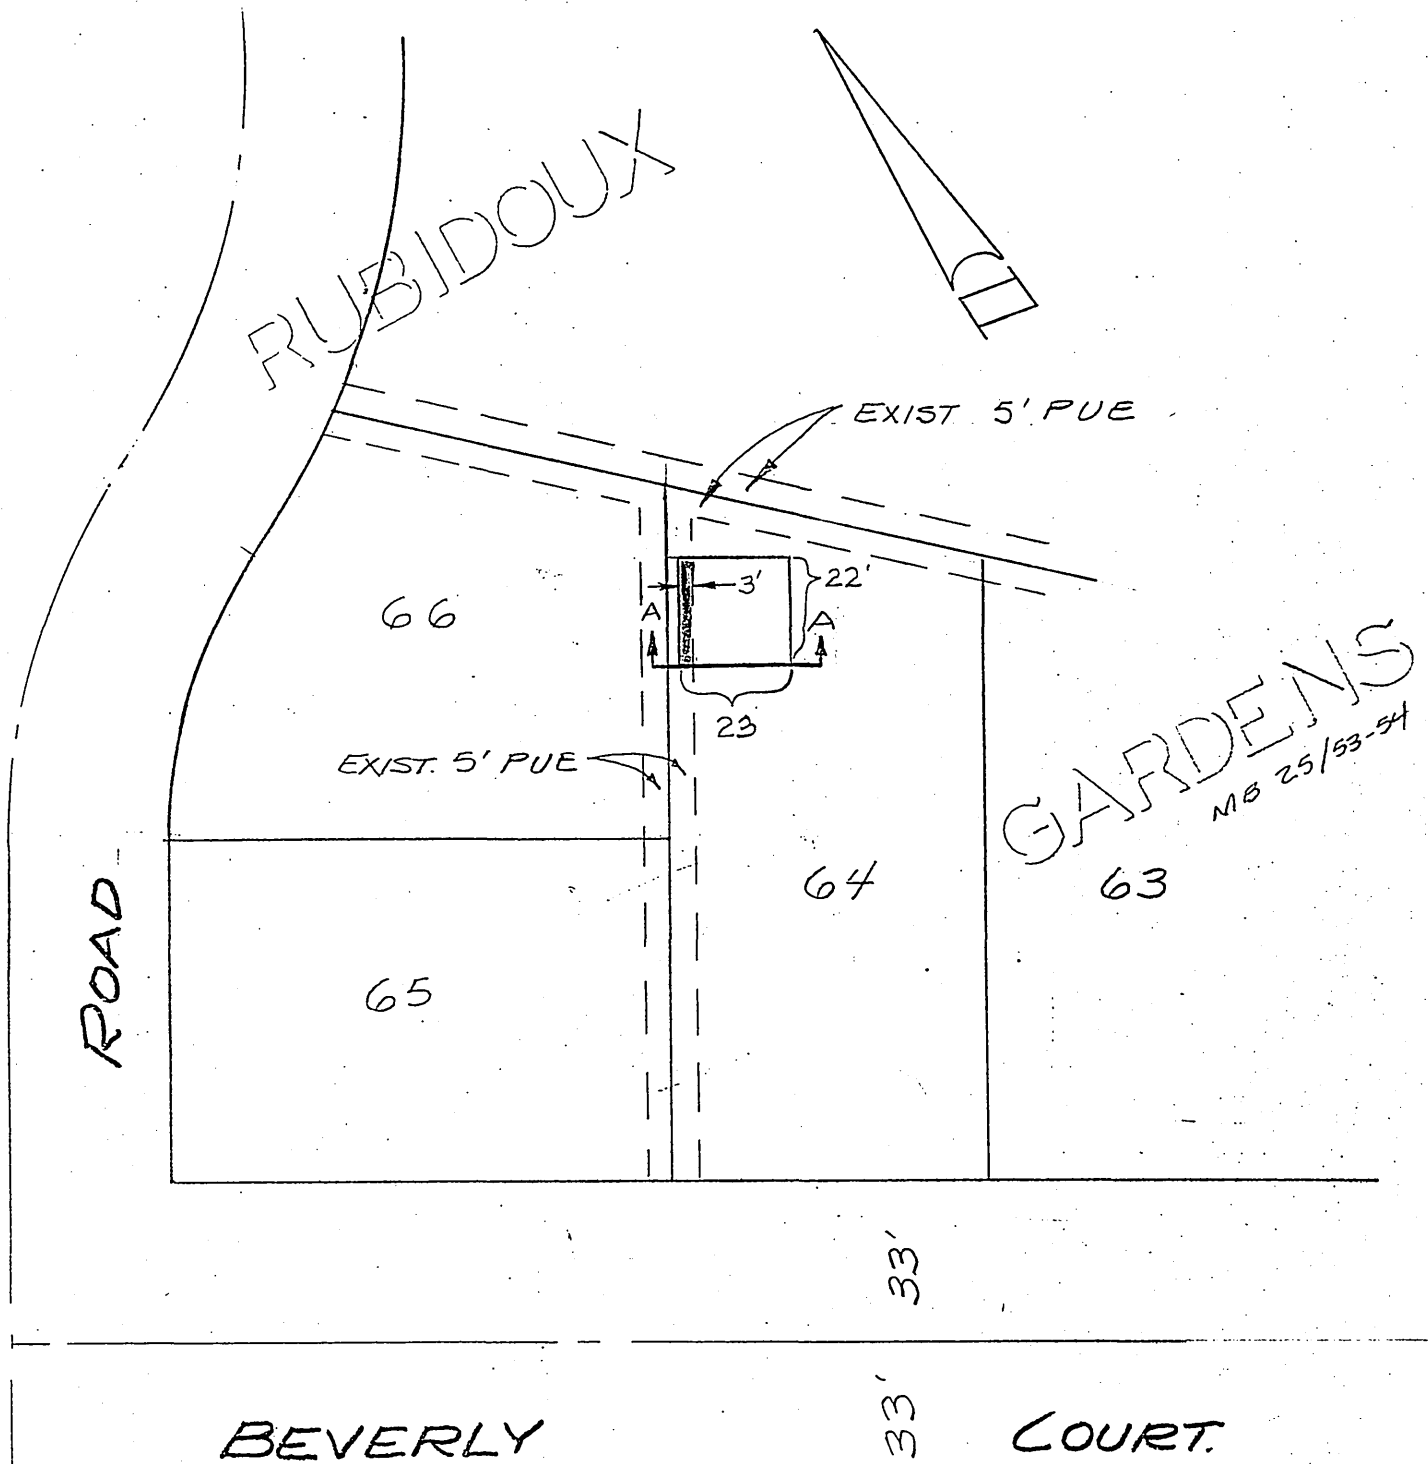 RUBIDOUX
EXIST. 5' PUE
3'
22'
66
A
A
23
EXIST. 5' PUE
GARDENS
MB 25/53-54
64
63
ROAD
65
33'
33'
BEVERLY COURT.